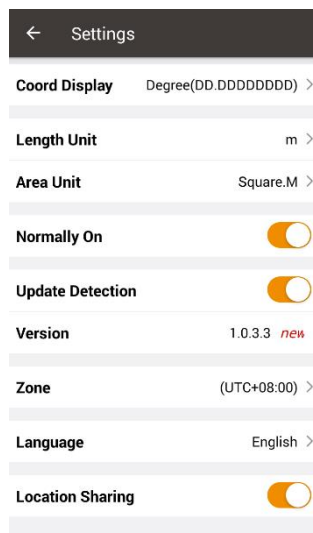 Settings
Coord Display Degree(DD.DDDDDDDD)
Length Unit m
Area Unit Square.M
Normally On
Update Detection
Version 1.0.3.3 new
Zone (UTC+08:00)
Language English
Location Sharing